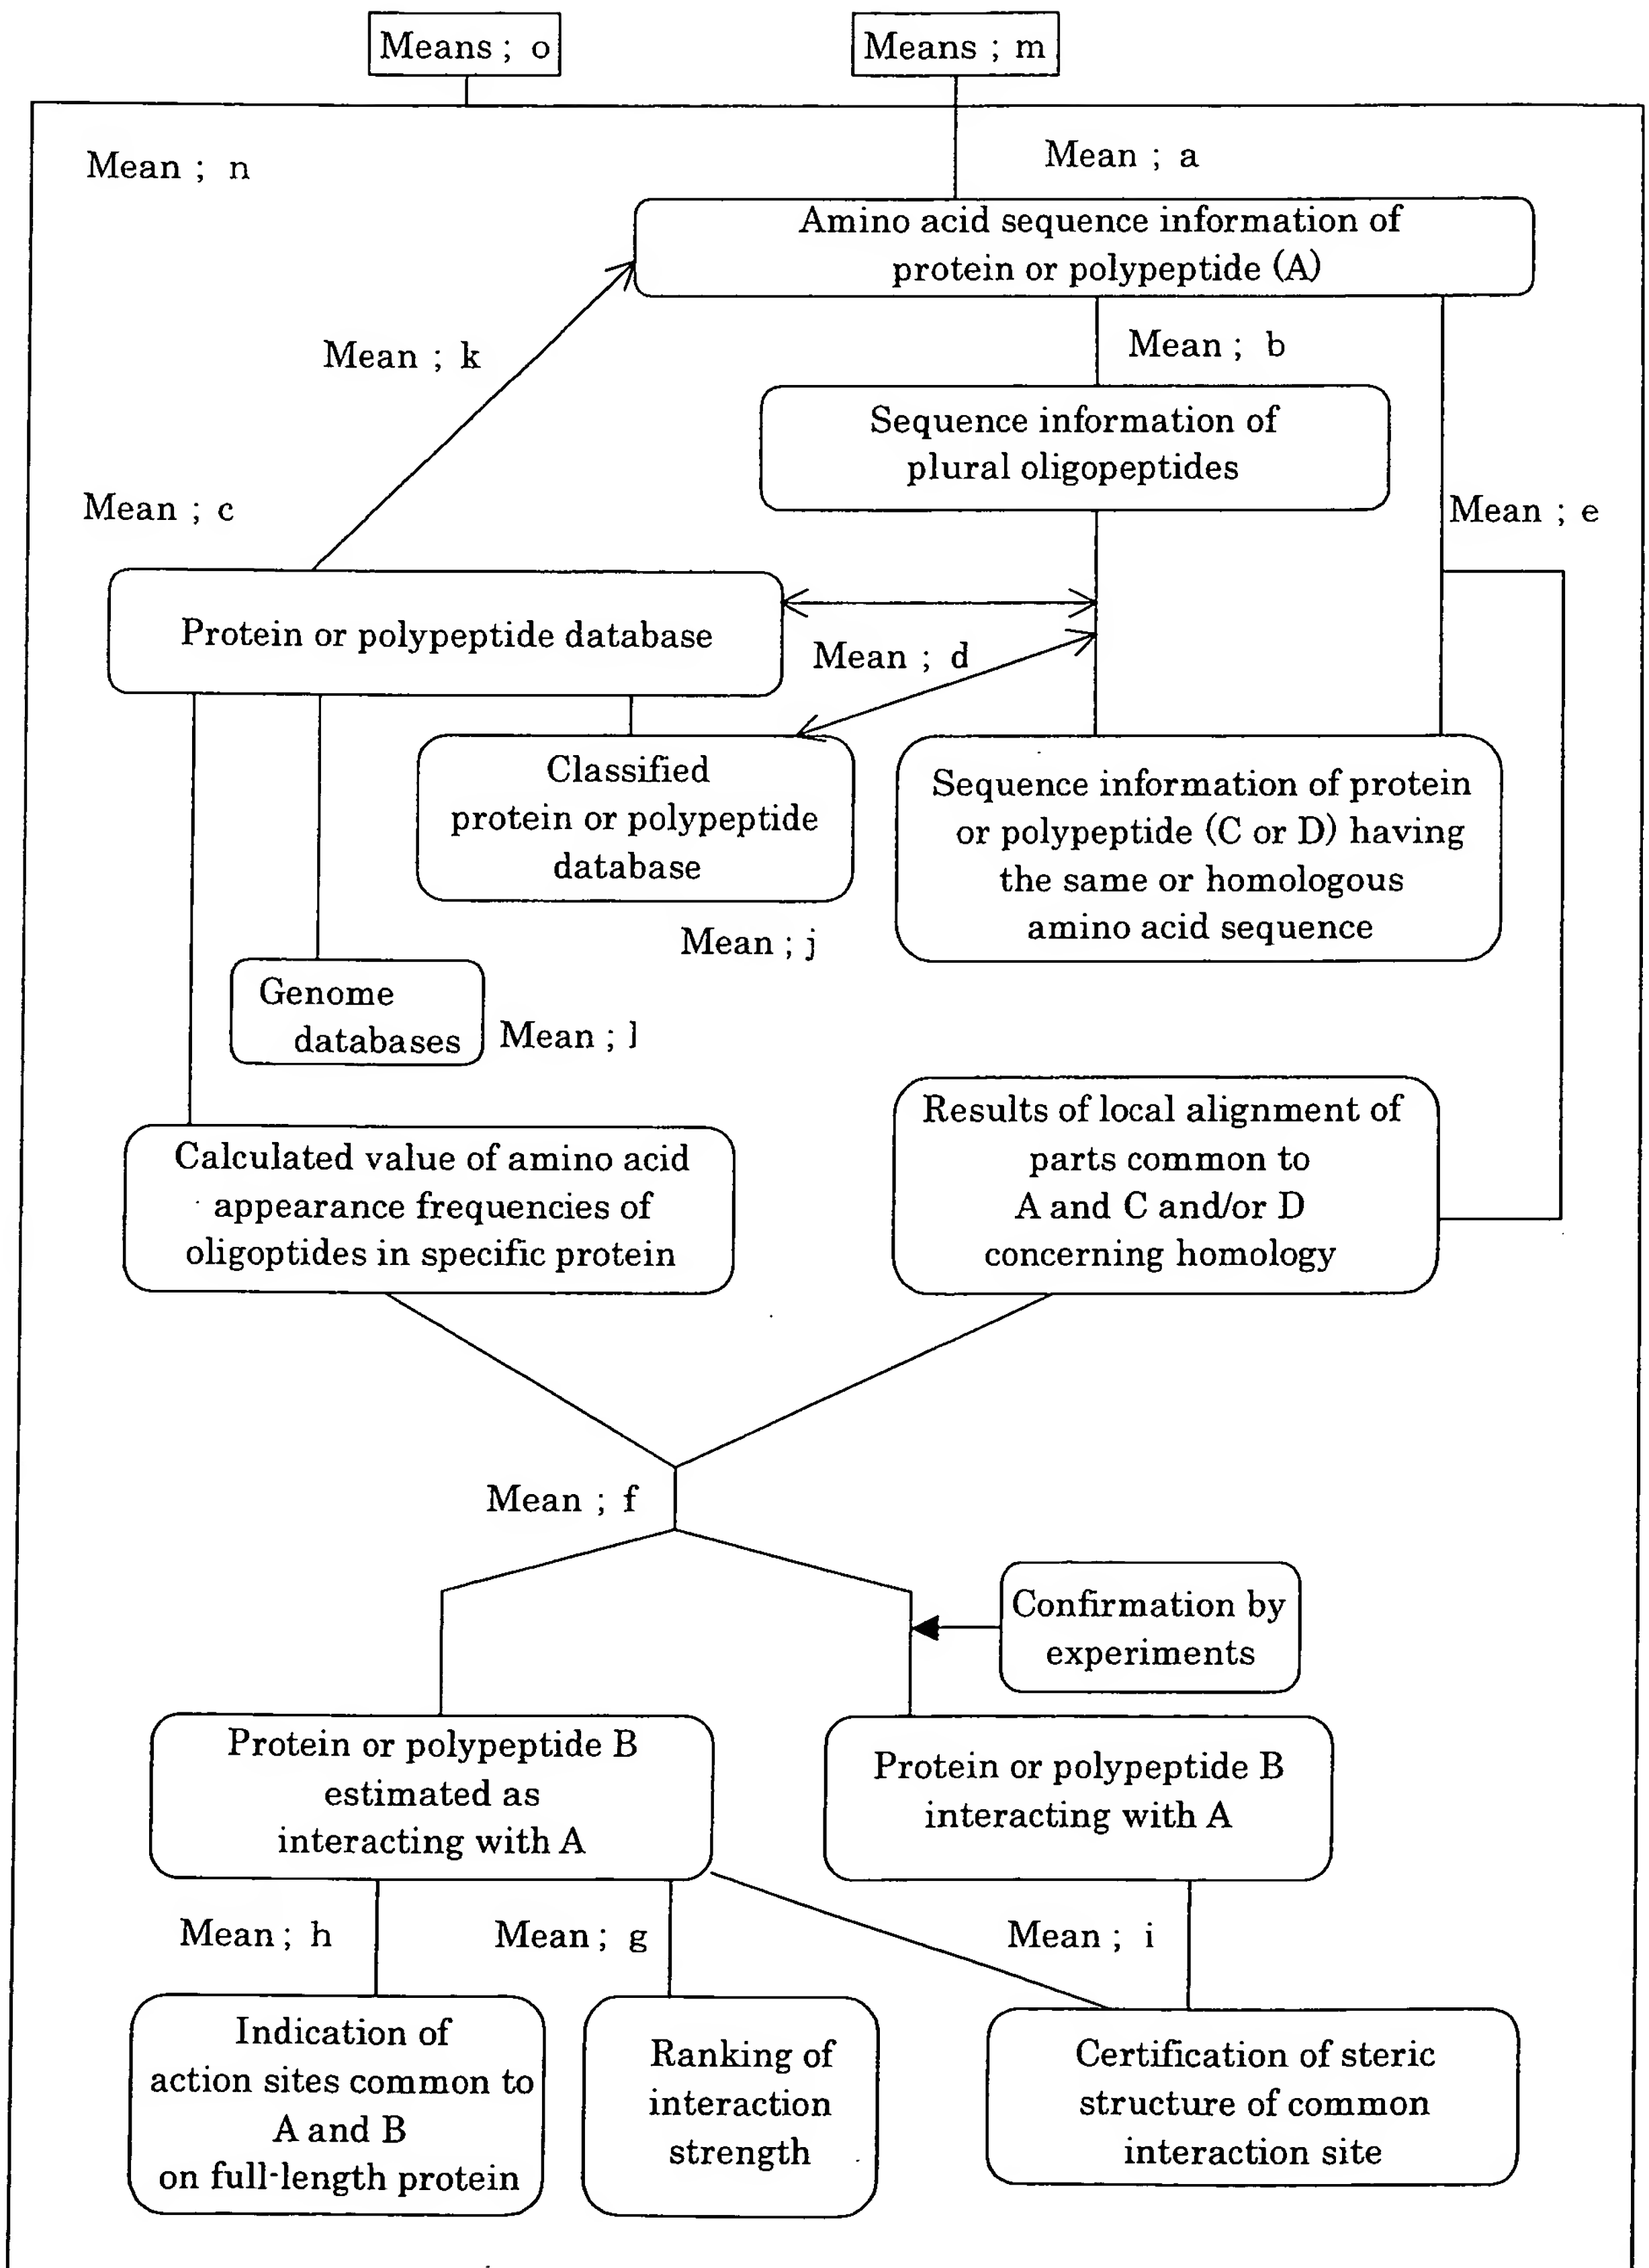 Means ; o
Means ; m
Mean ; n
Mean ; a
Amino acid sequence information of
protein or polypeptide (A)
Mean ; k
Mean ; b
Sequence information of
plural oligopeptides
Mean ; c
Mean ; e
Protein or polypeptide database
Mean ; d
Classified
protein or polypeptide
database
Sequence information of protein
or polypeptide (C or D) having
the same or homologous
amino acid sequence
Mean ; j
Genome
databases
Mean ; l
Results of local alignment of
parts common to
A and C and/or D
concerning homology
Calculated value of amino acid
appearance frequencies of
oligoptides in specific protein
Mean ; f
Confirmation by
experiments
Protein or polypeptide B
estimated as
interacting with A
Protein or polypeptide B
interacting with A
Mean ; h
Mean ; g
Mean ; i
Indication of
action sites common to
A and B
on full-length protein
Ranking of
interaction
strength
Certification of steric
structure of common
interaction site